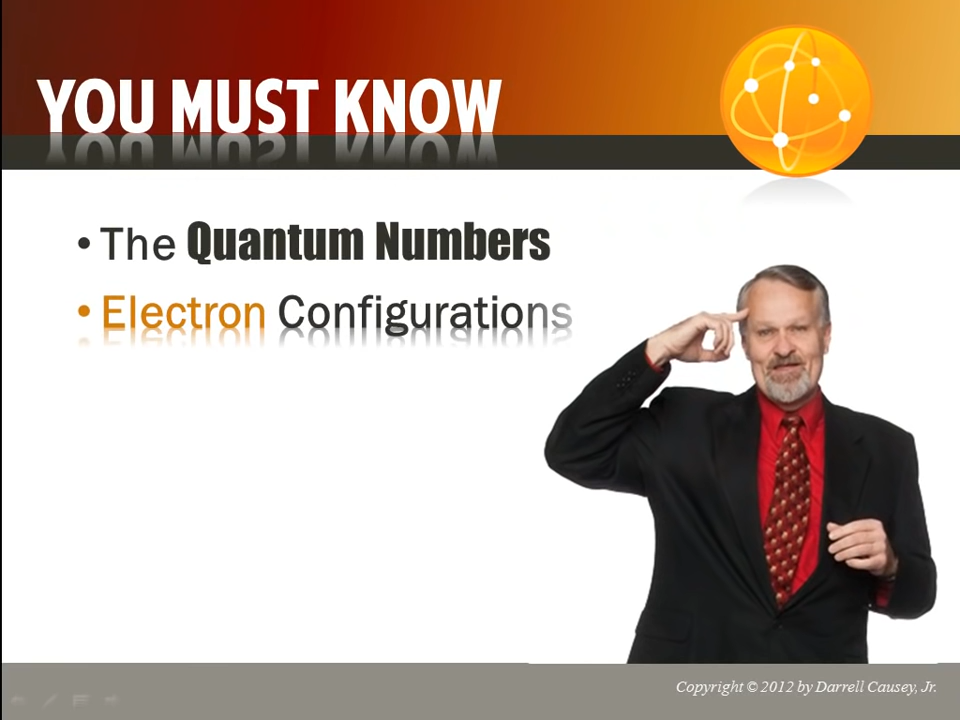 YOU MUST KNOW
• The Quantum Numbers
• Electron Configurations
Copyright © 2012 by Darrell Causey, Jr.